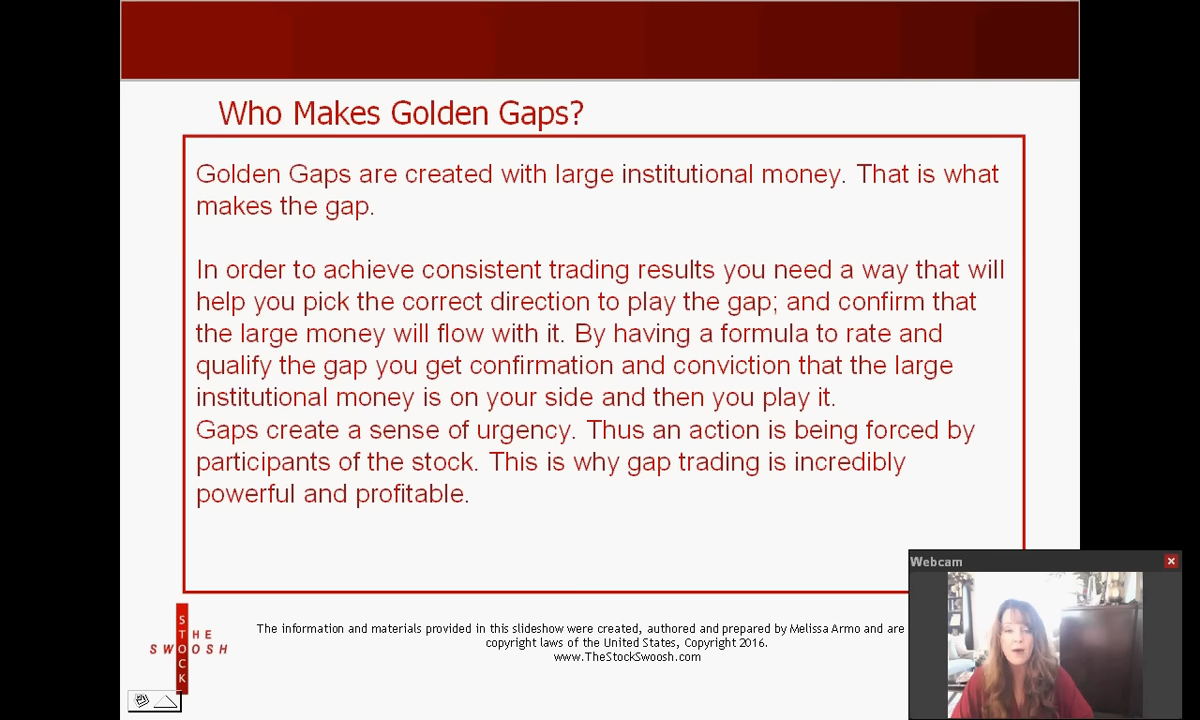 Who Makes Golden Gaps?
Golden Gaps are created with large institutional money. That is what
makes the gap.
In order to achieve consistent trading results you need a way that will
help you pick the correct direction to play the gap; and confirm that
the large money will flow with it. By having a formula to rate and
qualify the gap you get confirmation and conviction that the large
institutional money is on your side and then you play it.
Gaps create a sense of urgency. Thus an action is being forced by
participants of the stock. This is why gap trading is incredibly
powerful and profitable.
Webcam
THE
STOCK
SWOOSH
The information and materials provided in this slideshow were created, authored and prepared by Melissa Armo and are
copyright laws of the United States, Copyright 2016.
www.TheStockSwoosh.com